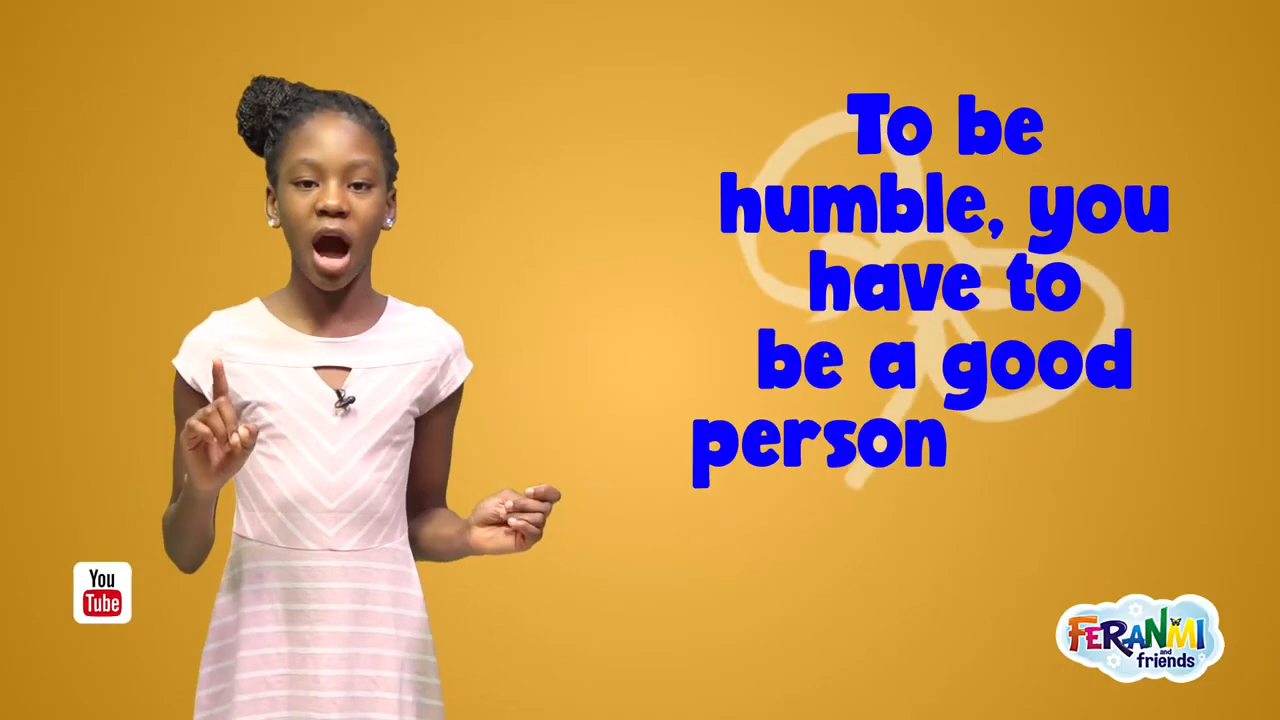 To be
humble, you
have to
be a good
person
You
Tube
FERANMI
and
friends